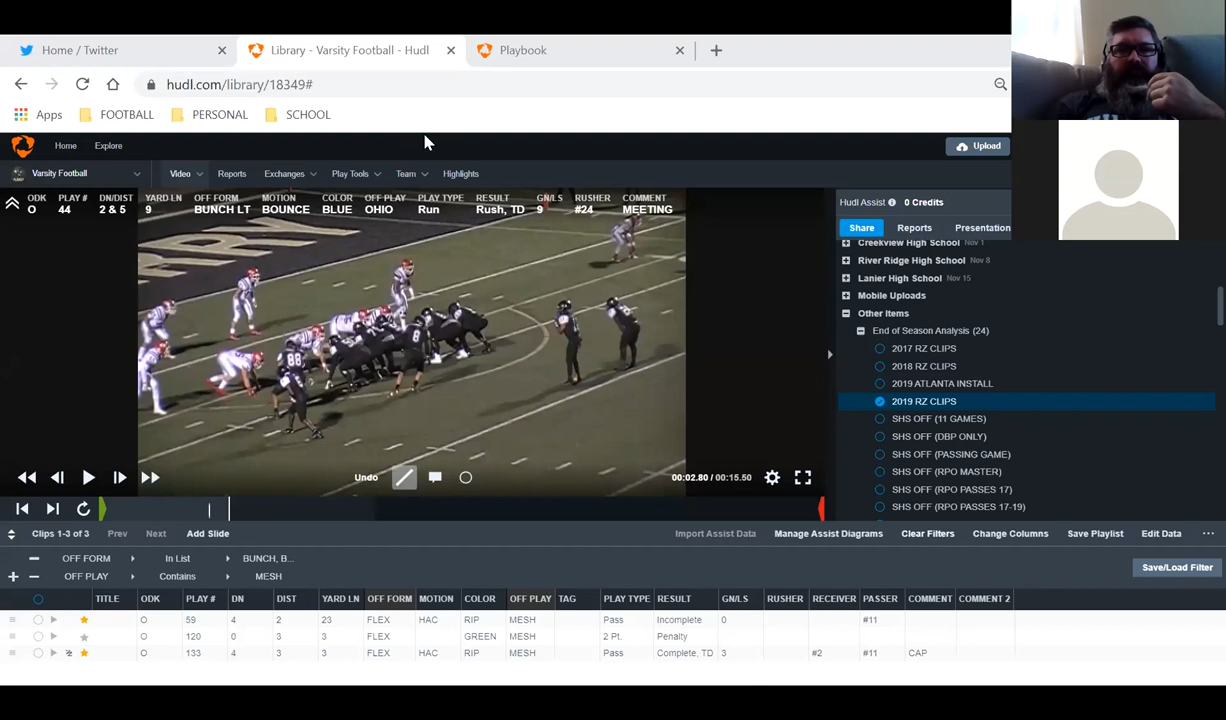 Home / Twitter
Library - Varsity Football - Hudl
Playbook
hudl.com/library/18349#
Apps FOOTBALL PERSONAL SCHOOL
Home Explore Upload
Varsity Football Video Reports Exchanges Play Tools Team Highlights
ODK PLAY # DN/DIST YARD LN OFF FORM MOTION COLOR OFF PLAY PLAY TYPE RESULT GN/LS RUSHER COMMENT
O 44 2 & 5 9 BUNCH LT BOUNCE BLUE OHIO Run Rush, TD 9 #24 MEETING
Hudl Assist 0 Credits
Share Reports Presentation
Creekview High School Nov 1
River Ridge High School Nov 8
Lanier High School Nov 15
Mobile Uploads
Other Items
End of Season Analysis (24)
2017 RZ CLIPS
2018 RZ CLIPS
2019 ATLANTA INSTALL
2019 RZ CLIPS
SHS OFF (11 GAMES)
SHS OFF (DBP ONLY)
SHS OFF (PASSING GAME)
SHS OFF (RPO MASTER)
SHS OFF (RPO PASSES 17)
SHS OFF (RPO PASSES 17-19)
88
8
Undo 00:02.80 / 00:15.50
Clips 1-3 of 3 Prev Next Add Slide Import Assist Data Manage Assist Diagrams Clear Filters Change Columns Save Playlist Edit Data
OFF FORM In List BUNCH, B...
OFF PLAY Contains MESH
Save/Load Filter
TITLE ODK PLAY # DN DIST YARD LN OFF FORM MOTION COLOR OFF PLAY TAG PLAY TYPE RESULT GN/LS RUSHER RECEIVER PASSER COMMENT COMMENT 2
O 59 4 2 23 FLEX HAC RIP MESH Pass Incomplete 0 #11
O 120 0 3 3 FLEX GREEN MESH 2 Pt. Penalty
O 133 4 3 3 FLEX HAC RIP MESH Pass Complete, TD 3 #2 #11 CAP